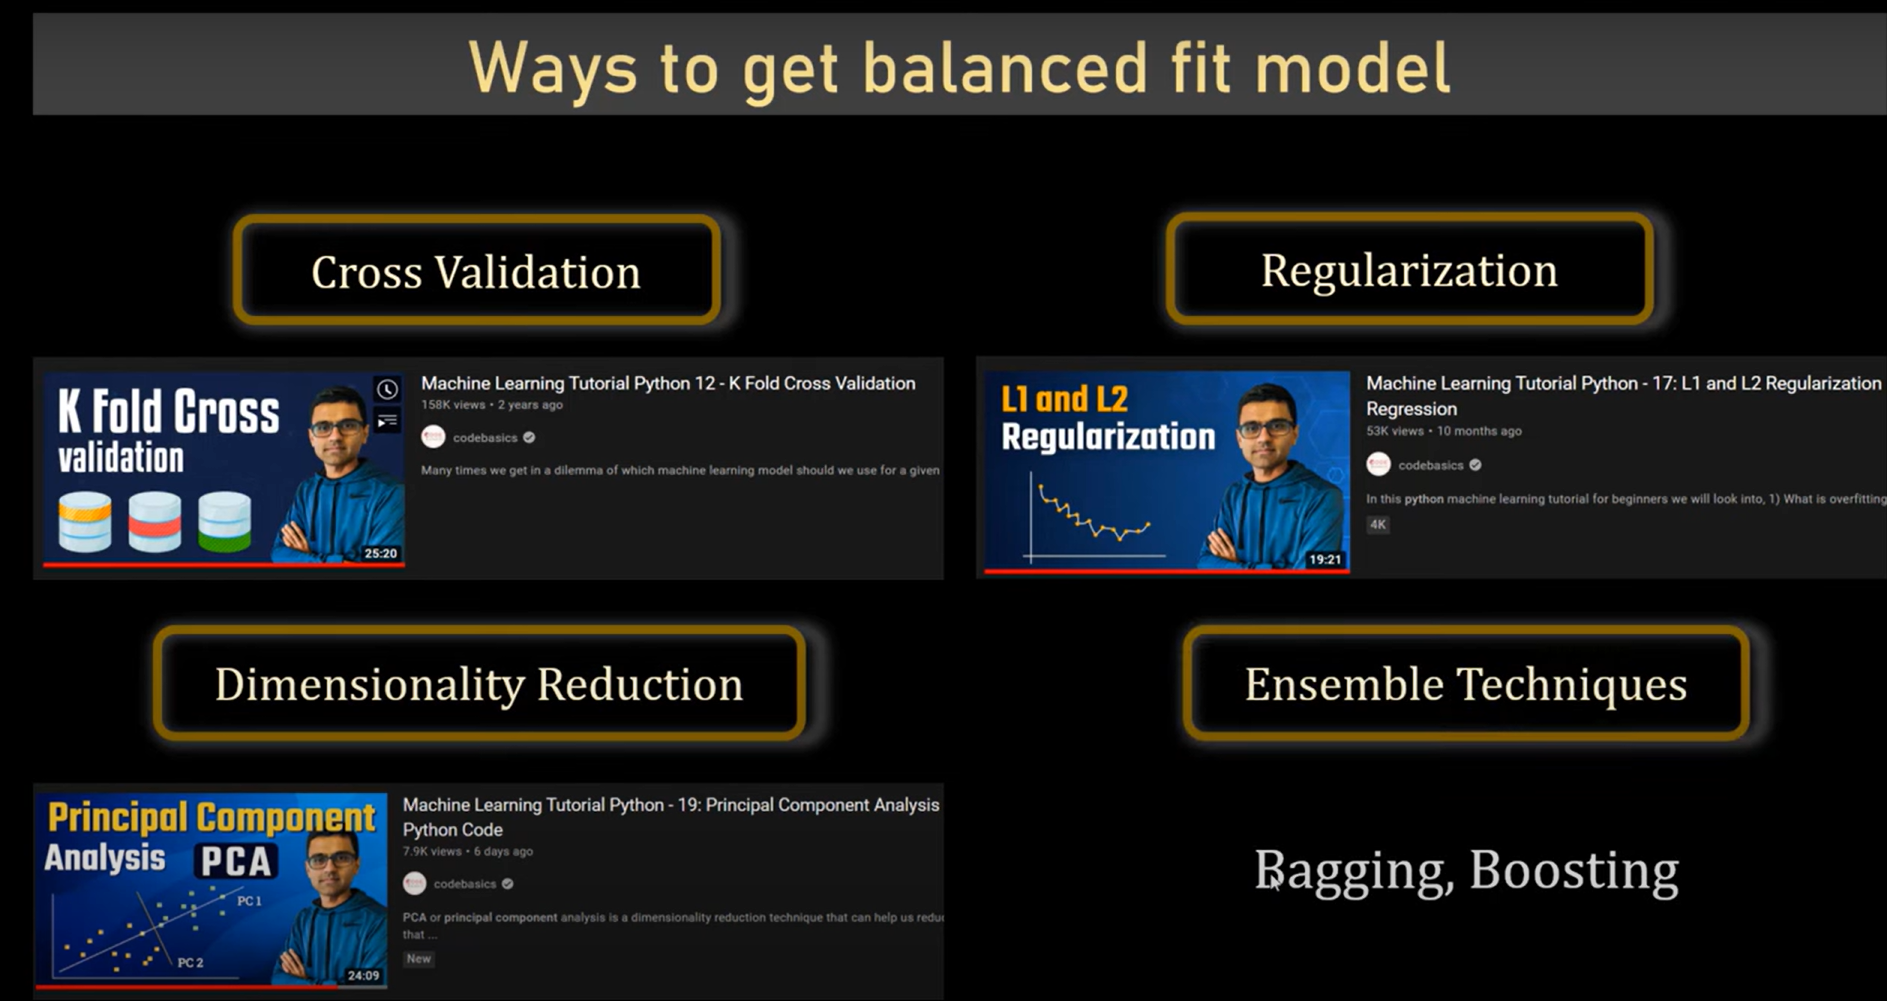 Ways to get balanced fit model
Cross Validation
Regularization
K Fold Cross
validation
25:20
Machine Learning Tutorial Python 12 - K Fold Cross Validation
158K views • 2 years ago
codebasics
Many times we get in a dilemma of which machine learning model should we use for a given
L1 and L2
Regularization
19:21
Machine Learning Tutorial Python - 17: L1 and L2 Regularization
Regression
53K views • 10 months ago
codebasics
In this python machine learning tutorial for beginners we will look into, 1) What is overfitting
4K
Dimensionality Reduction
Ensemble Techniques
Principal Component
Analysis PCA
PC 1
PC 2
24:09
Machine Learning Tutorial Python - 19: Principal Component Analysis
Python Code
7.9K views • 6 days ago
codebasics
PCA or principal component analysis is a dimensionality reduction technique that can help us
that ...
New
Bagging, Boosting